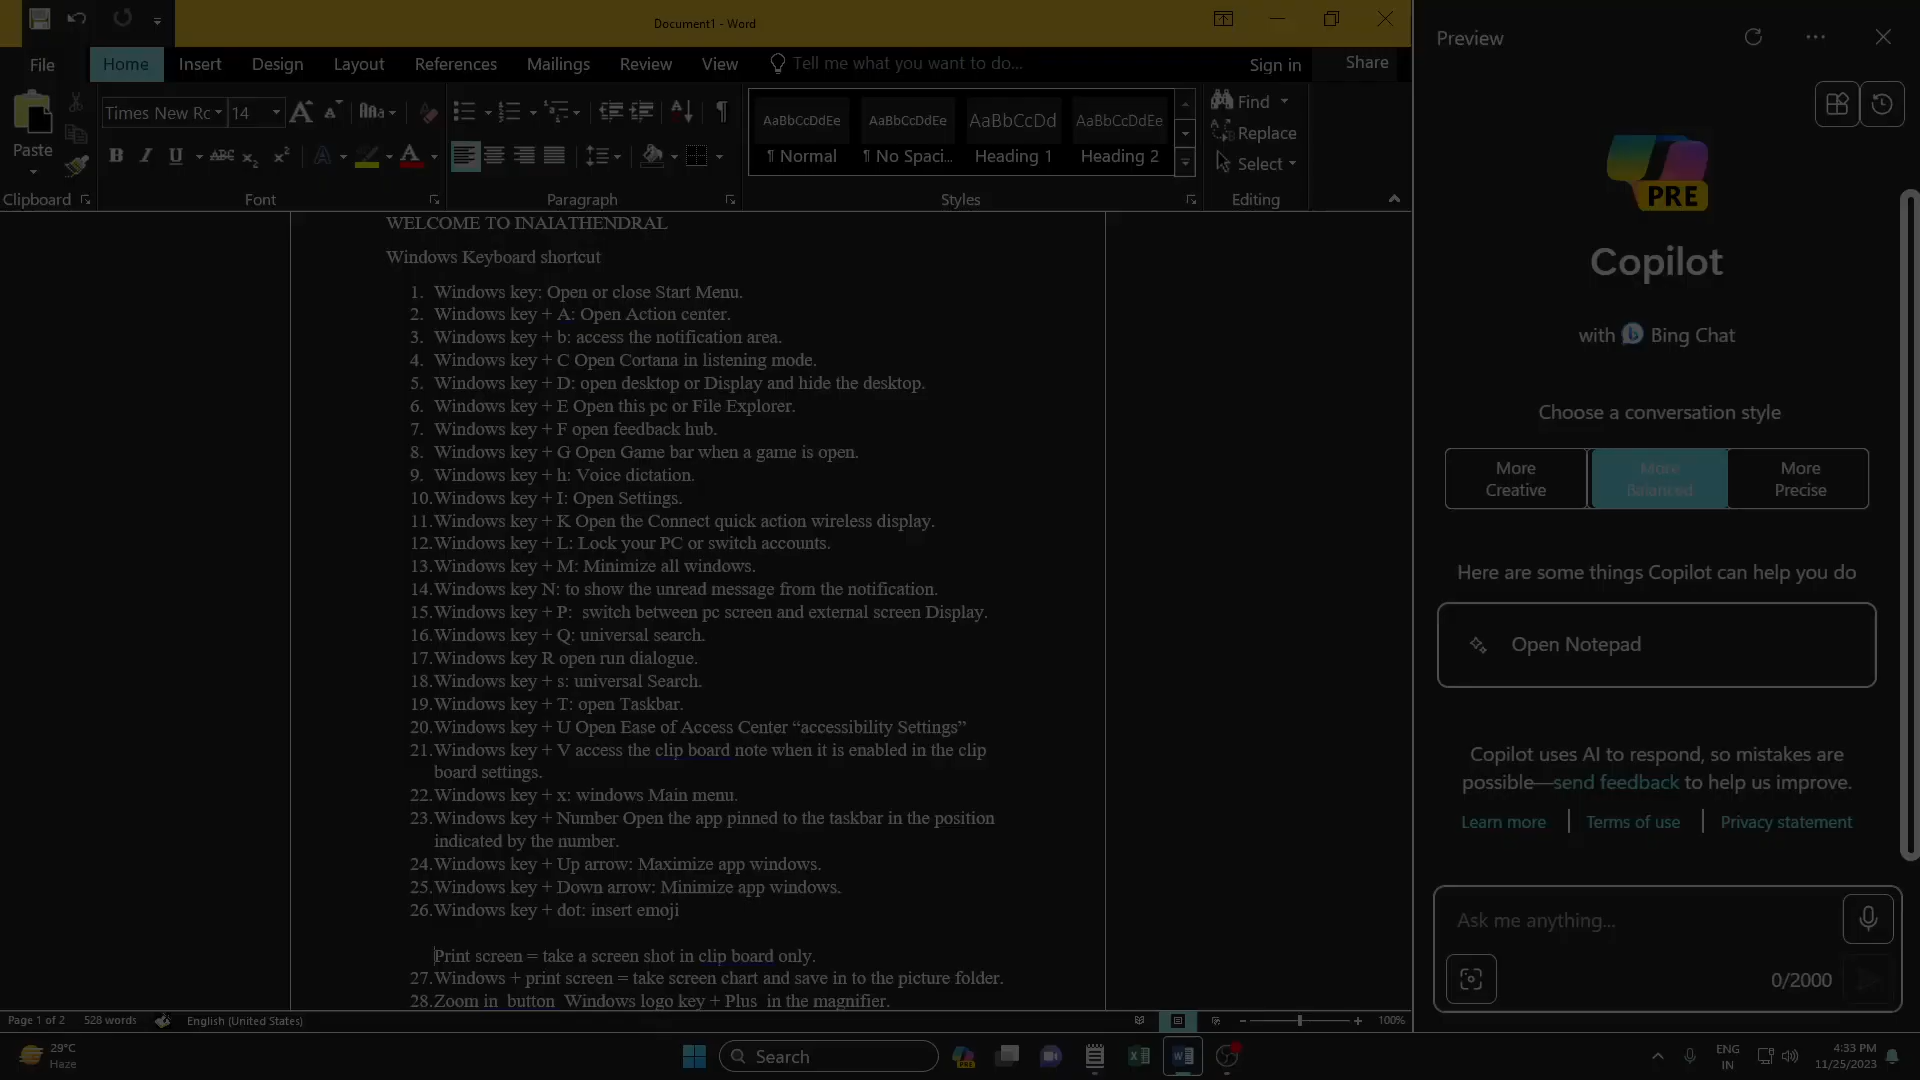 Document1 - Word
File
Home
Insert
Design
Layout
References
Mailings
Review
View
Tell me what you want to do...
Sign in
Share
Paste
Clipboard
Times New Rc
14
Font
Paragraph
AaBbCcDdEe
AaBbCcDdEe
AaBbCcDd
AaBbCcDdEe
¶ Normal
¶ No Spaci...
Heading 1
Heading 2
Styles
Find
Replace
Select
Editing
WELCOME TO INAIATHENDRAL
Windows Keyboard shortcut
1. Windows key: Open or close Start Menu.
2. Windows key + A: Open Action center.
3. Windows key + b: access the notification area.
4. Windows key + C Open Cortana in listening mode.
5. Windows key + D: open desktop or Display and hide the desktop.
6. Windows key + E Open this pc or File Explorer.
7. Windows key + F open feedback hub.
8. Windows key + G Open Game bar when a game is open.
9. Windows key + h: Voice dictation.
10. Windows key + I: Open Settings.
11. Windows key + K Open the Connect quick action wireless display.
12. Windows key + L: Lock your PC or switch accounts.
13. Windows key + M: Minimize all windows.
14. Windows key N: to show the unread message from the notification.
15. Windows key + P:  switch between pc screen and external screen Display.
16. Windows key + Q: universal search.
17. Windows key R open run dialogue.
18. Windows key + s: universal Search.
19. Windows key + T: open Taskbar.
20. Windows key + U Open Ease of Access Center “accessibility Settings”
21. Windows key + V access the clip board note when it is enabled in the clip
board settings.
22. Windows key + x: windows Main menu.
23. Windows key + Number Open the app pinned to the taskbar in the position
indicated by the number.
24. Windows key + Up arrow: Maximize app windows.
25. Windows key + Down arrow: Minimize app windows.
26. Windows key + dot: insert emoji
Print screen = take a screen shot in clip board only.
27. Windows + print screen = take screen chart and save in to the picture folder.
28. Zoom in  button  Windows logo key + Plus  in the magnifier.
Page 1 of 2
528 words
English (United States)
100%
Preview
PRE
Copilot
with Bing Chat
Choose a conversation style
More
Creative
More
Balanced
More
Precise
Here are some things Copilot can help you do
Open Notepad
Copilot uses AI to respond, so mistakes are
possible—send feedback to help us improve.
Learn more
Terms of use
Privacy statement
Ask me anything...
0/2000
29°C
Haze
Search
ENG
IN
4:33 PM
11/25/2023